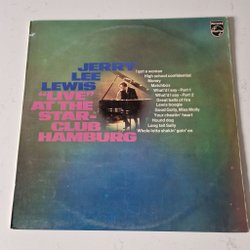 JERRY
LEE
LEWIS
"LIVE"
AT THE
STAR-
CLUB
HAMBURG
I got a woman
High school confidential
Money
Matchbox
What'd I say - Part 1
What'd I say - Part 2
Great balls of fire
Lewis boogie
Good Golly, Miss Molly
Your cheatin' heart
Hound dog
Long tall Sally
Whole lotta shakin' goin' on